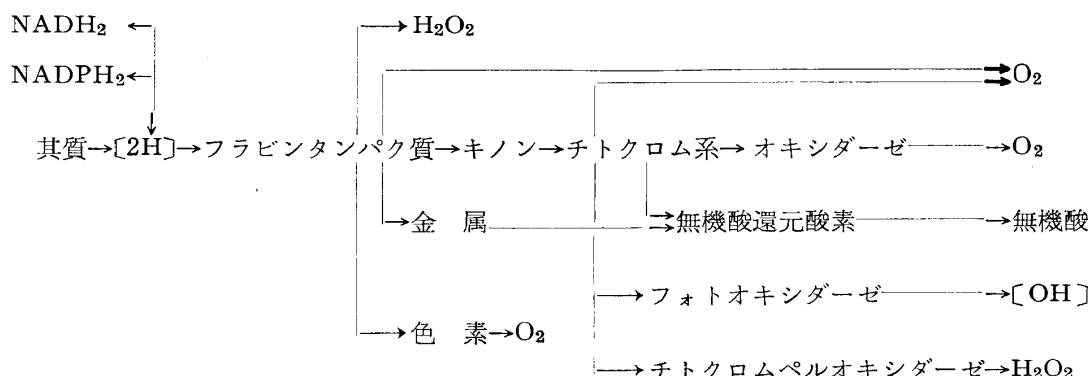 NADH₂ ← → H₂O₂
NADPH₂ ← ⇉ O₂
其質→〔2H〕→フラビンタンパク質→キノン→チトクロム系→オキシダーゼ → O₂
→金 属 ⇉無機酸還元酸素 → 無機酸
→フォトオキシダーゼ → 〔OH〕
→色 素→O₂
→チトクロムペルオキシダーゼ→H₂O₂